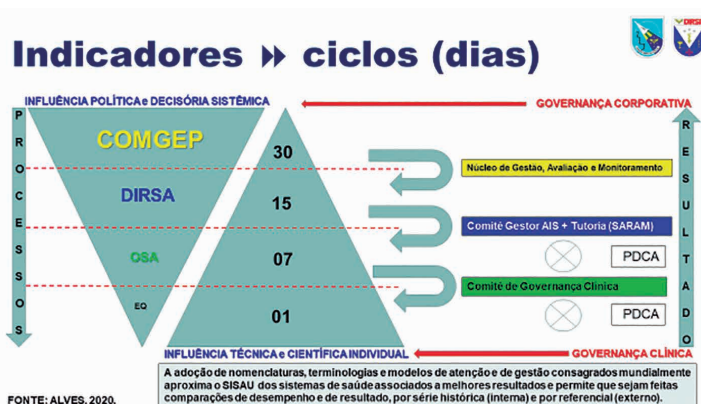 DIRSA
Indicadores » ciclos (dias)
INFLUÊNCIA POLÍTICA e DECISÓRIA SISTÊMICA
GOVERNANÇA CORPORATIVA
PROCESSOS
COMGEP
30
RESULTADO
Núcleo de Gestão, Avaliação e Monitoramento
DIRSA
15
Comitê Gestor AIS + Tutoria (SARAM)
OSA
07
PDCA
Comitê de Governança Clínica
EQ
01
PDCA
INFLUÊNCIA TÉCNICA e CIENTÍFICA INDIVIDUAL
GOVERNANÇA CLÍNICA
A adoção de nomenclaturas, terminologias e modelos de atenção e de gestão consagrados mundialmente
aproxima o SISAU dos sistemas de saúde associados a melhores resultados e permite que sejam feitas
comparações de desempenho e de resultado, por série histórica (interna) e por referencial (externo).
FONTE: ALVES, 2020.